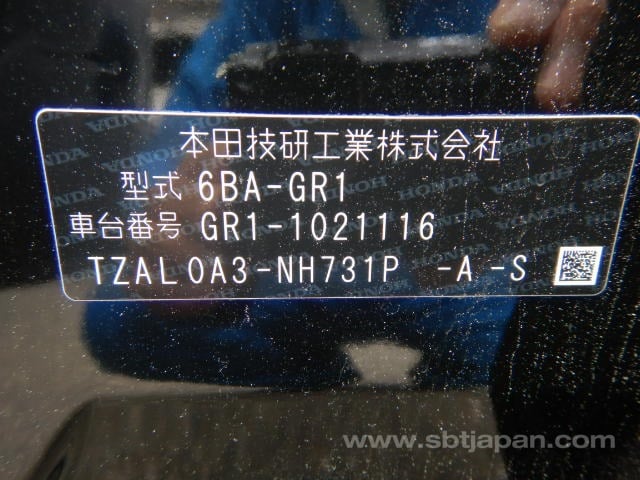 本田技研工業株式会社
型式 6BA-GR1
車台番号 GR1-1021116
TZAL0A3-NH731P -A -S
www.sbtjapan.com